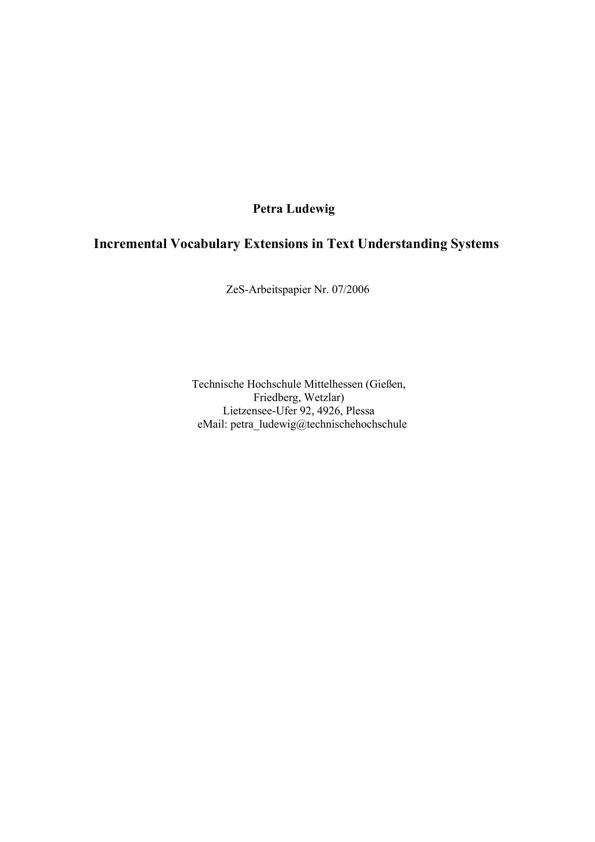 Petra Ludewig
Incremental Vocabulary Extensions in Text Understanding Systems
ZeS-Arbeitspapier Nr. 07/2006
Technische Hochschule Mittelhessen (Gießen,
Friedberg, Wetzlar)
Lietzensee-Ufer 92, 4926, Plessa
eMail: petra_ludewig@technischehochschule